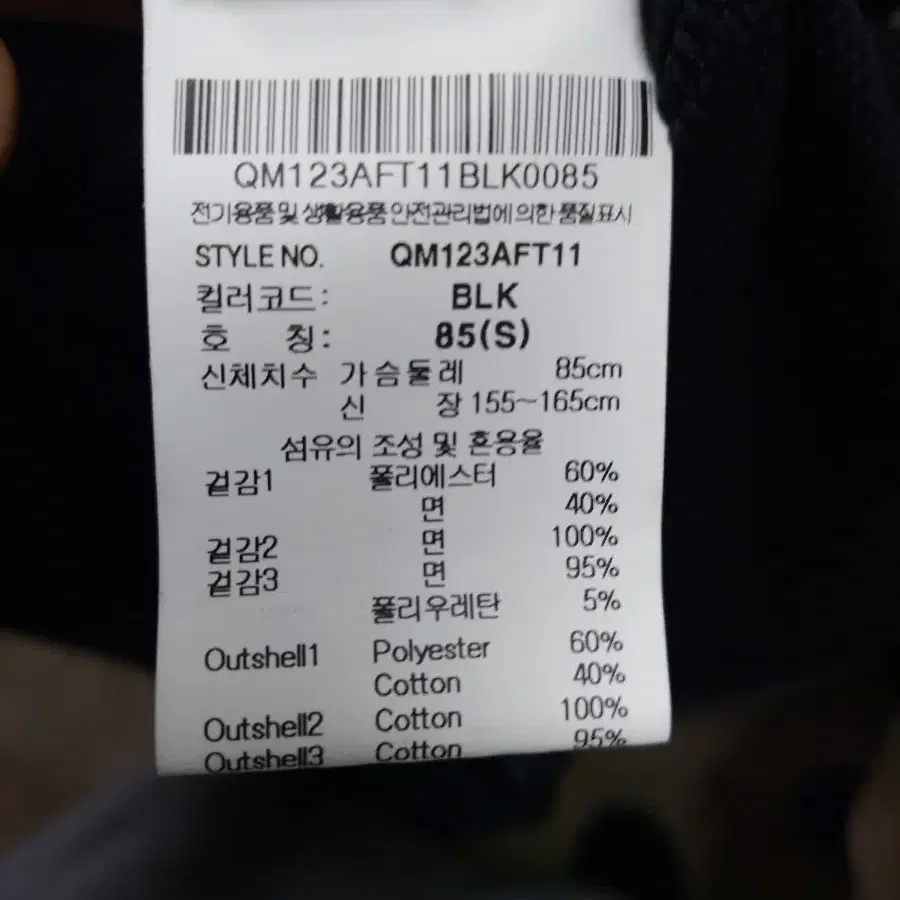 QM123AFT11BLK0085
전기용품및 생활용품 안전관리법에 의한 품질표시
STYLE NO. QM123AFT11
컬러코드: BLK
호 칭: 85(S)
신체치수 가슴둘레 85cm
신 장 155~165cm
섬유의 조성 및 혼용율
겉감1 폴리에스터 60%
면 40%
겉감2 면 100%
겉감3 면 95%
폴리우레탄 5%
Outshell1 Polyester 60%
Cotton 40%
Outshell2 Cotton 100%
Outshell3 Cotton 95%